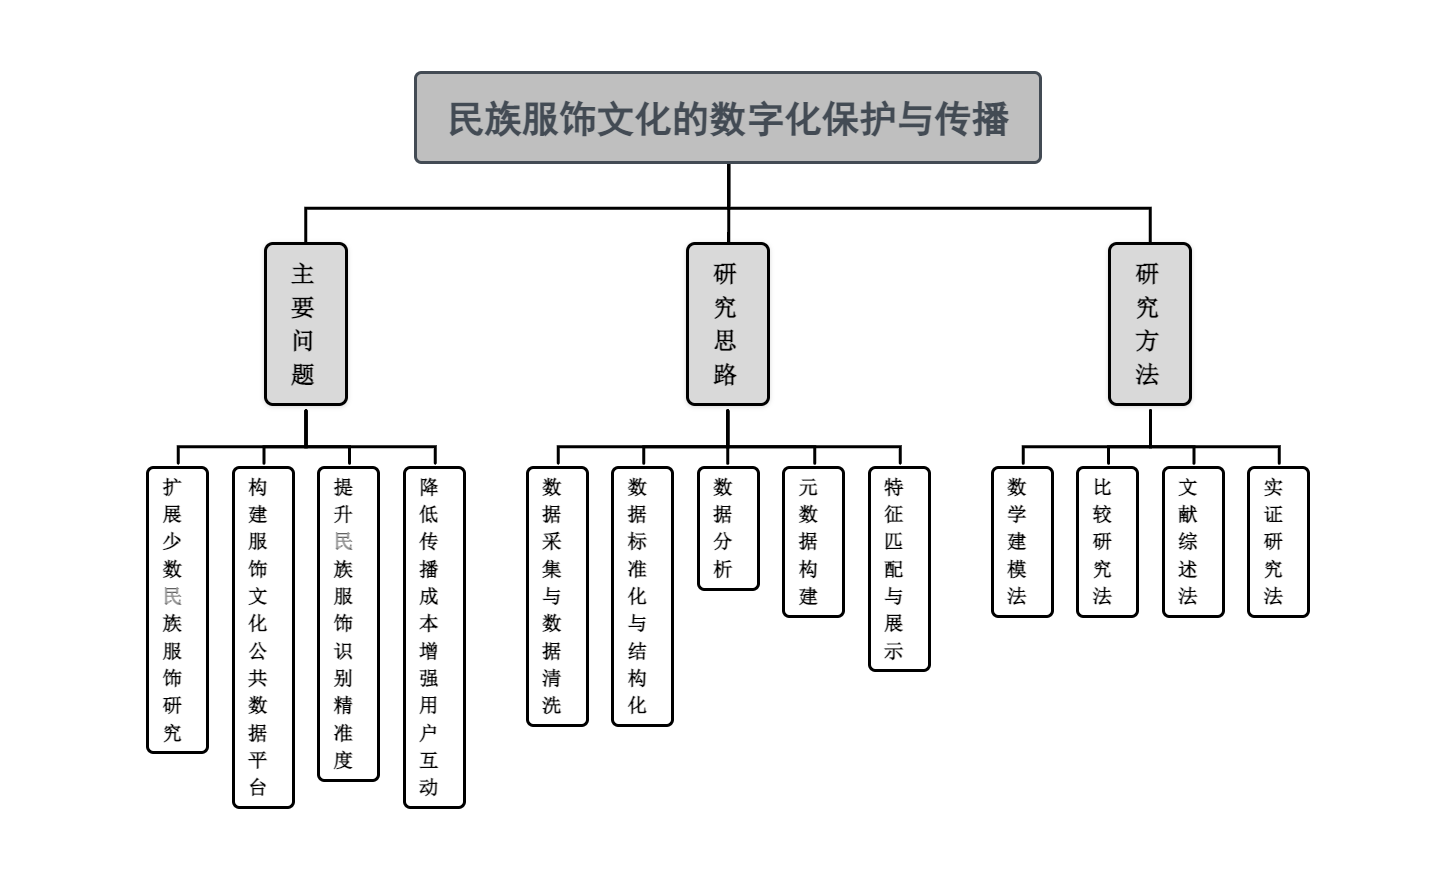 民族服饰文化的数字化保护与传播
主要问题
研究思路
研究方法
扩展少数民族服饰研究
构建服饰文化公共数据平台
提升民族服饰识别精准度
降低传播成本增强用户互动
数据采集与数据清洗
数据标准化与结构化
数据分析
元数据构建
特征匹配与展示
数学建模法
比较研究法
文献综述法
实证研究法